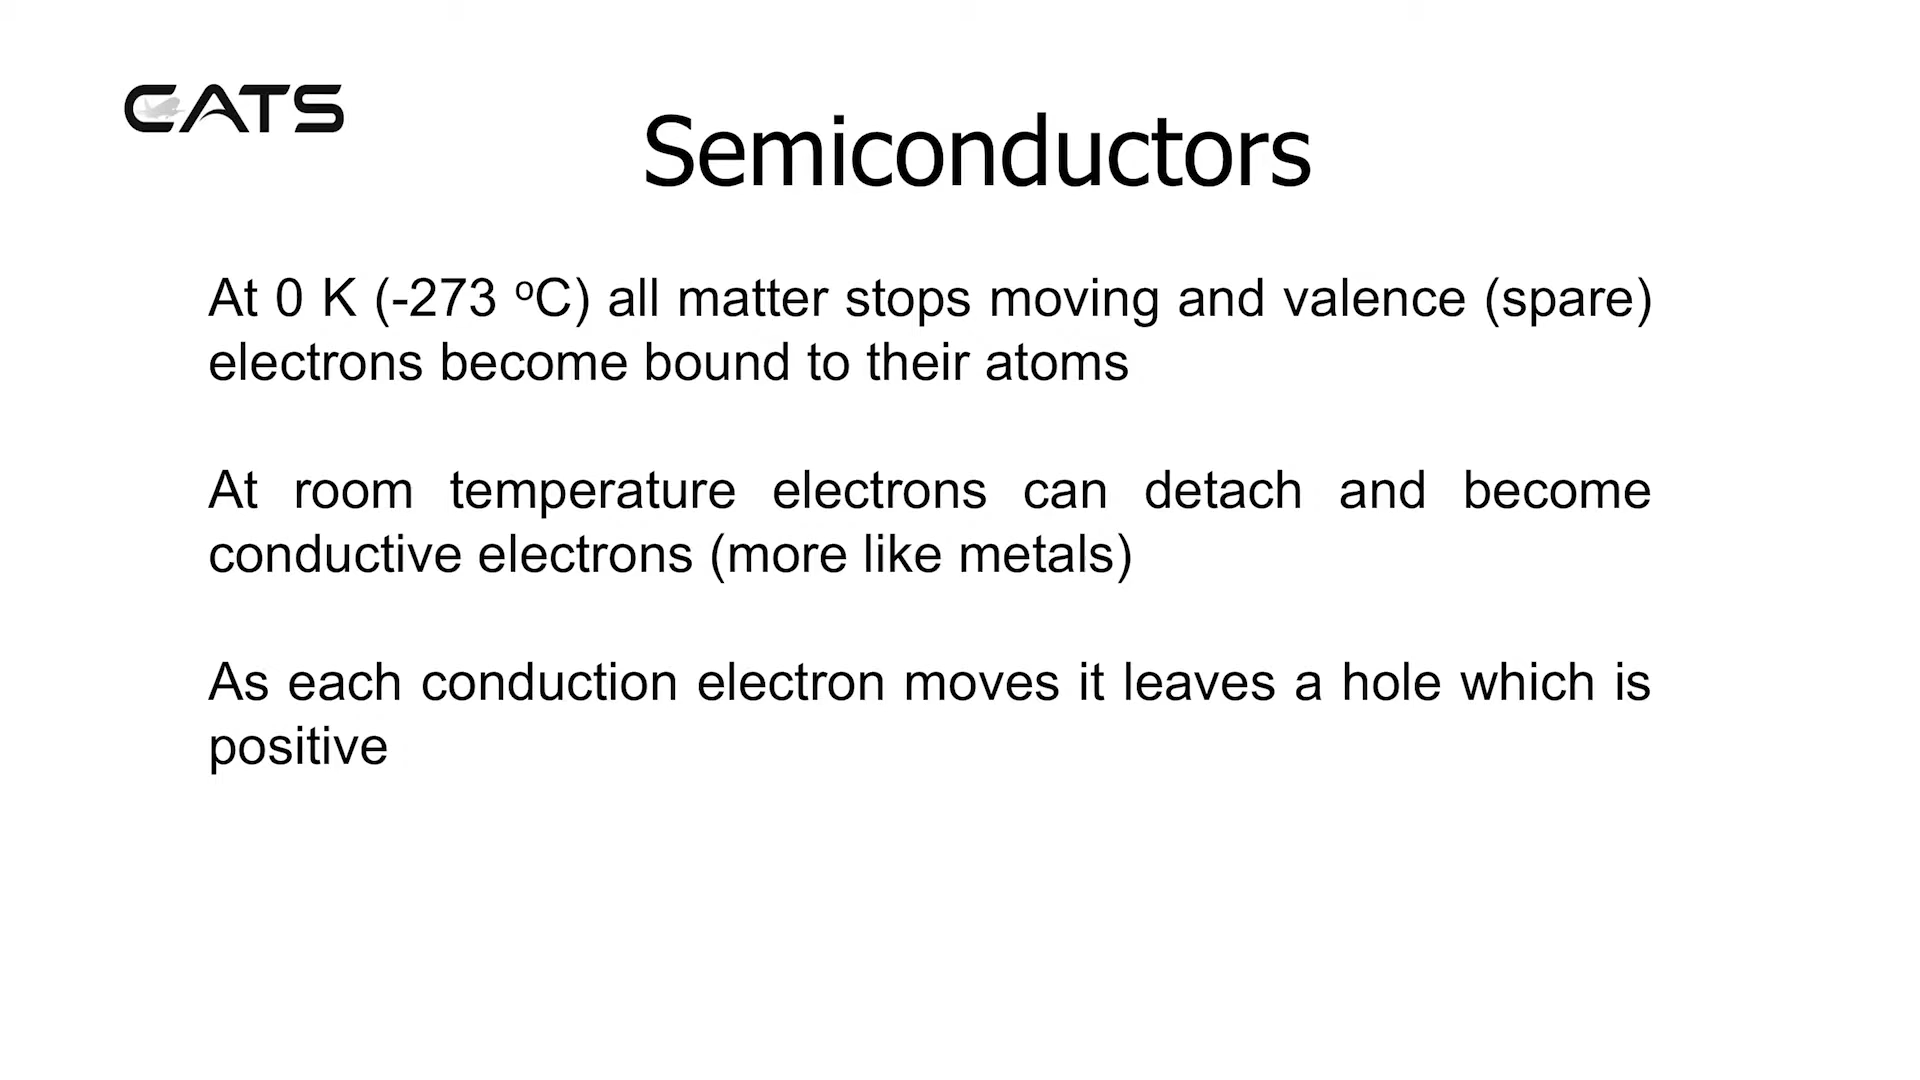 CATS
Semiconductors
At 0 K (-273 ºC) all matter stops moving and valence (spare)
electrons become bound to their atoms
At room temperature electrons can detach and become
conductive electrons (more like metals)
As each conduction electron moves it leaves a hole which is
positive